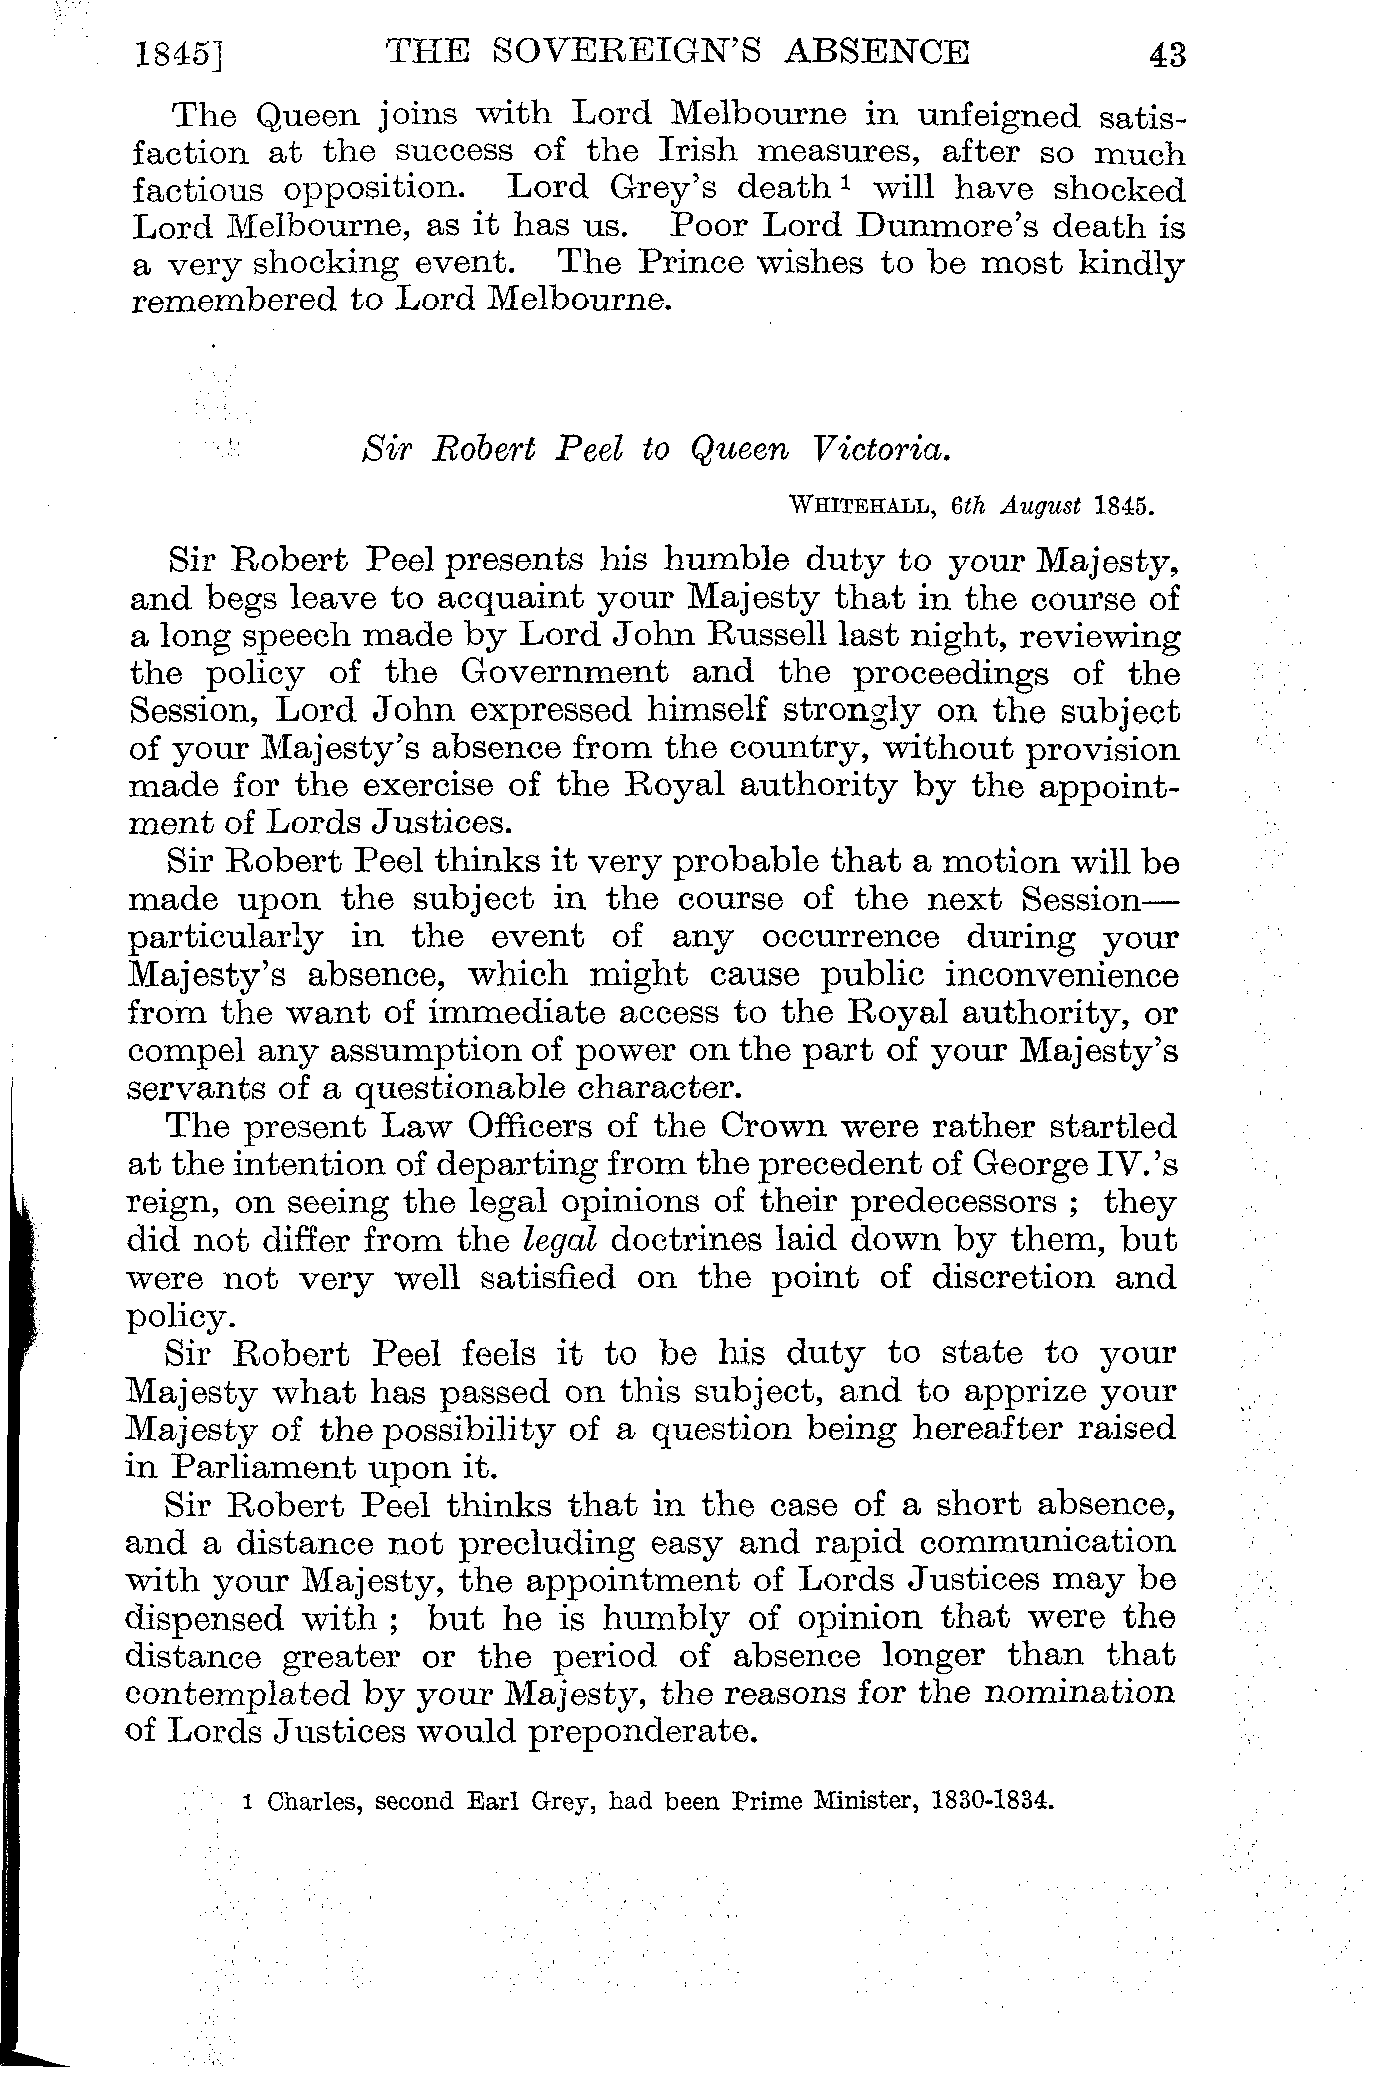 1845] THE SOVEREIGN'S ABSENCE 43
The Queen joins with Lord Melbourne in unfeigned satis-
faction at the success of the Irish measures, after so much
factious opposition. Lord Grey's death 1 will have shocked
Lord Melbourne, as it has us. Poor Lord Dunmore's death is
a very shocking event. The Prince wishes to be most kindly
remembered to Lord Melbourne.
Sir Robert Peel to Queen Victoria.
WHITEHALL, 6th August 1845.
Sir Robert Peel presents his humble duty to your Majesty,
and begs leave to acquaint your Majesty that in the course of
a long speech made by Lord John Russell last night, reviewing
the policy of the Government and the proceedings of the
Session, Lord John expressed himself strongly on the subject
of your Majesty's absence from the country, without provision
made for the exercise of the Royal authority by the appoint-
ment of Lords Justices.
Sir Robert Peel thinks it very probable that a motion will be
made upon the subject in the course of the next Session—
particularly in the event of any occurrence during your
Majesty's absence, which might cause public inconvenience
from the want of immediate access to the Royal authority, or
compel any assumption of power on the part of your Majesty's
servants of a questionable character.
The present Law Officers of the Crown were rather startled
at the intention of departing from the precedent of George IV.'s
reign, on seeing the legal opinions of their predecessors ; they
did not differ from the legal doctrines laid down by them, but
were not very well satisfied on the point of discretion and
policy.
Sir Robert Peel feels it to be his duty to state to your
Majesty what has passed on this subject, and to apprize your
Majesty of the possibility of a question being hereafter raised
in Parliament upon it.
Sir Robert Peel thinks that in the case of a short absence,
and a distance not precluding easy and rapid communication
with your Majesty, the appointment of Lords Justices may be
dispensed with ; but he is humbly of opinion that were the
distance greater or the period of absence longer than that
contemplated by your Majesty, the reasons for the nomination
of Lords Justices would preponderate.
1 Charles, second Earl Grey, had been Prime Minister, 1830-1834.